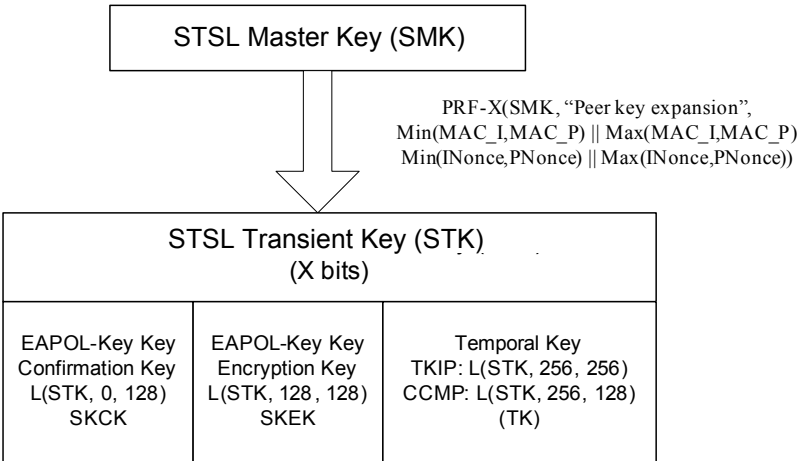 STSL Master Key (SMK)
PRF-X(SMK, “Peer key expansion”,
Min(MAC_I,MAC_P) || Max(MAC_I,MAC_P)
Min(INonce,PNonce) || Max(INonce,PNonce))
STSL Transient Key (STK)
(X bits)
EAPOL-Key Key
Confirmation Key
L(STK, 0, 128)
SKCK
EAPOL-Key Key
Encryption Key
L(STK, 128, 128)
SKEK
Temporal Key
TKIP: L(STK, 256, 256)
CCMP: L(STK, 256, 128)
(TK)